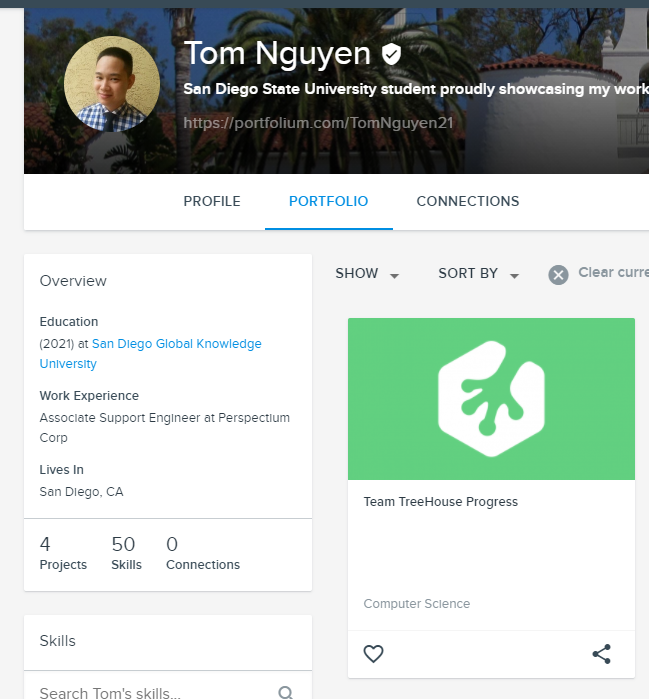 Tom Nguyen
San Diego State University student proudly showcasing my work
https://portfolium.com/TomNguyen21
PROFILE
PORTFOLIO
CONNECTIONS
Overview
Education
(2021) at San Diego Global Knowledge
University
Work Experience
Associate Support Engineer at Perspectium
Corp
Lives In
San Diego, CA
4
Projects
50
Skills
0
Connections
Skills
Search Tom's skills...
SHOW
SORT BY
Clear curre
Team TreeHouse Progress
Computer Science